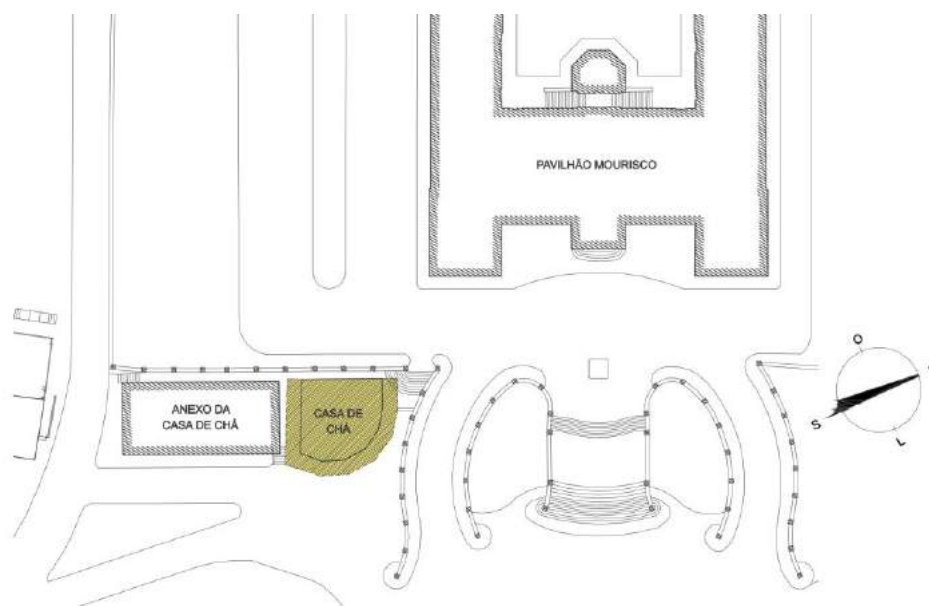 PAVILHÃO MOURISCO
ANEXO DA
CASA DE CHÁ
CASA DE
CHÁ
O
S
L